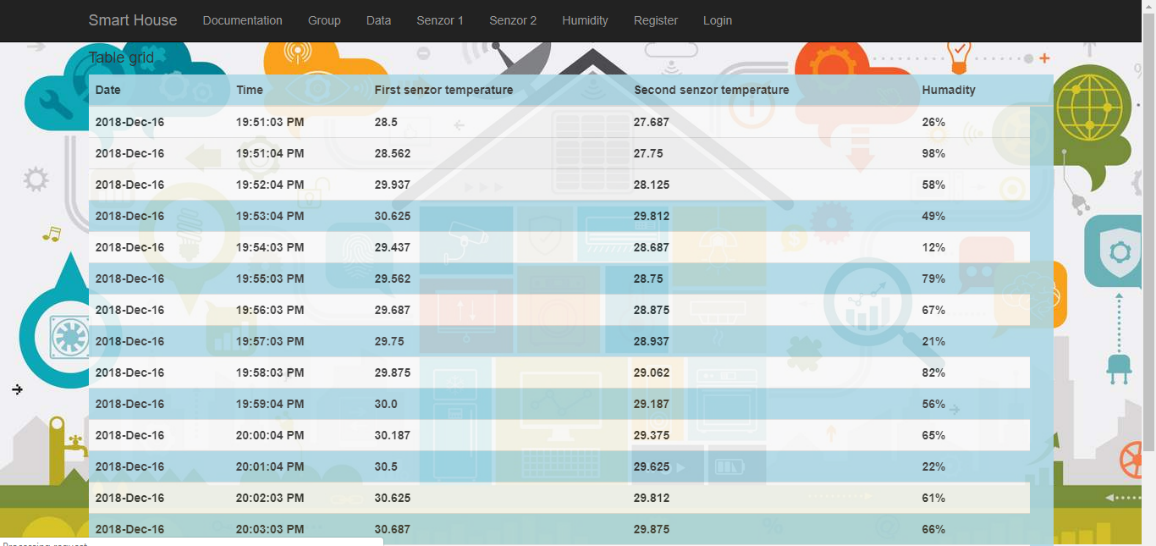 Smart House Documentation Group Data Senzor 1 Senzor 2 Humidity Register Login
Table grid
Date Time First senzor temperature Second senzor temperature Humadity
2018-Dec-16 19:51:03 PM 28.5 27.687 26%
2018-Dec-16 19:51:04 PM 28.562 27.75 98%
2018-Dec-16 19:52:04 PM 29.937 28.125 58%
2018-Dec-16 19:53:04 PM 30.625 29.812 49%
2018-Dec-16 19:54:03 PM 29.437 28.687 12%
2018-Dec-16 19:55:03 PM 29.562 28.75 79%
2018-Dec-16 19:56:03 PM 29.687 28.875 67%
2018-Dec-16 19:57:03 PM 29.75 28.937 21%
2018-Dec-16 19:58:03 PM 29.875 29.062 82%
2018-Dec-16 19:59:04 PM 30.0 29.187 56%
2018-Dec-16 20:00:04 PM 30.187 29.375 65%
2018-Dec-16 20:01:04 PM 30.5 29.625 22%
2018-Dec-16 20:02:03 PM 30.625 29.812 61%
2018-Dec-16 20:03:03 PM 30.687 29.875 66%